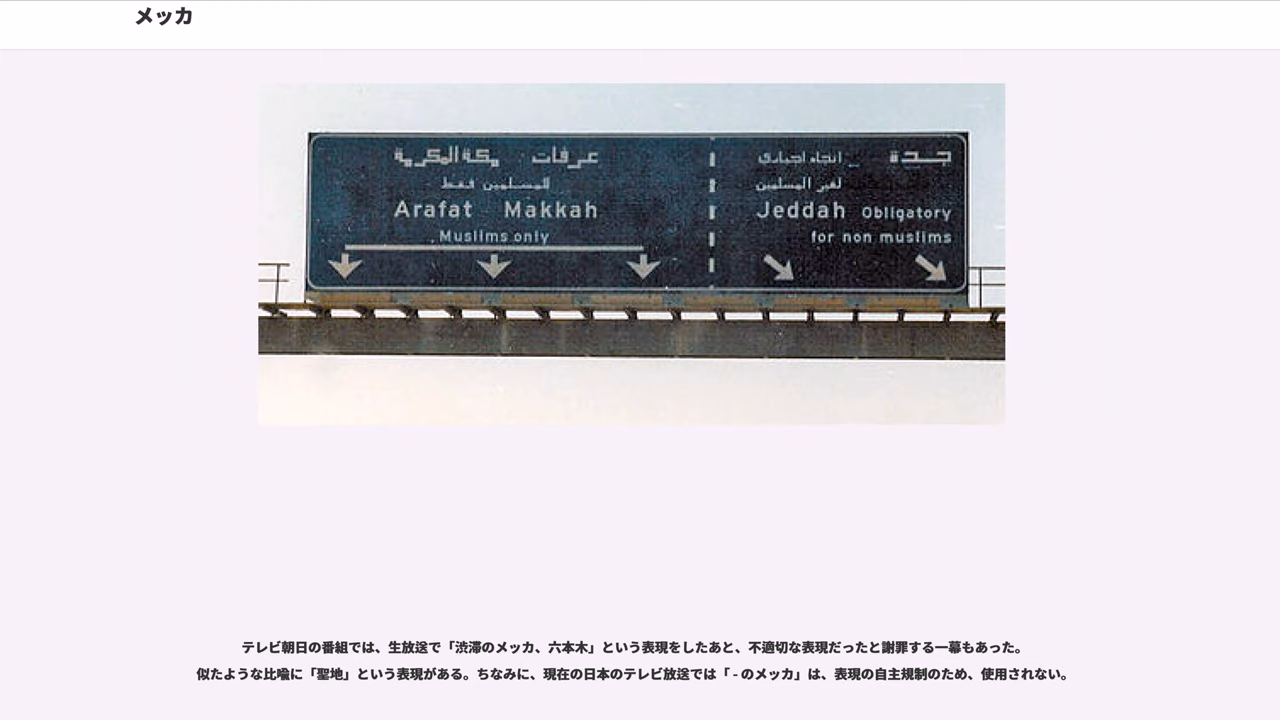 メッカ
عرفات مكة المكرمة
للمسلمين فقط
Arafat Makkah
Muslims only
جدة اتجاه اجبارى
لغير المسلمين
Jeddah Obligatory
for non muslims
テレビ朝日の番組では、生放送で「渋滞のメッカ、六本木」という表現をしたあと、不適切な表現だったと謝罪する一幕もあった。
似たような比喩に「聖地」という表現がある。ちなみに、現在の日本のテレビ放送では「 - のメッカ」は、表現の自主規制のため、使用されない。